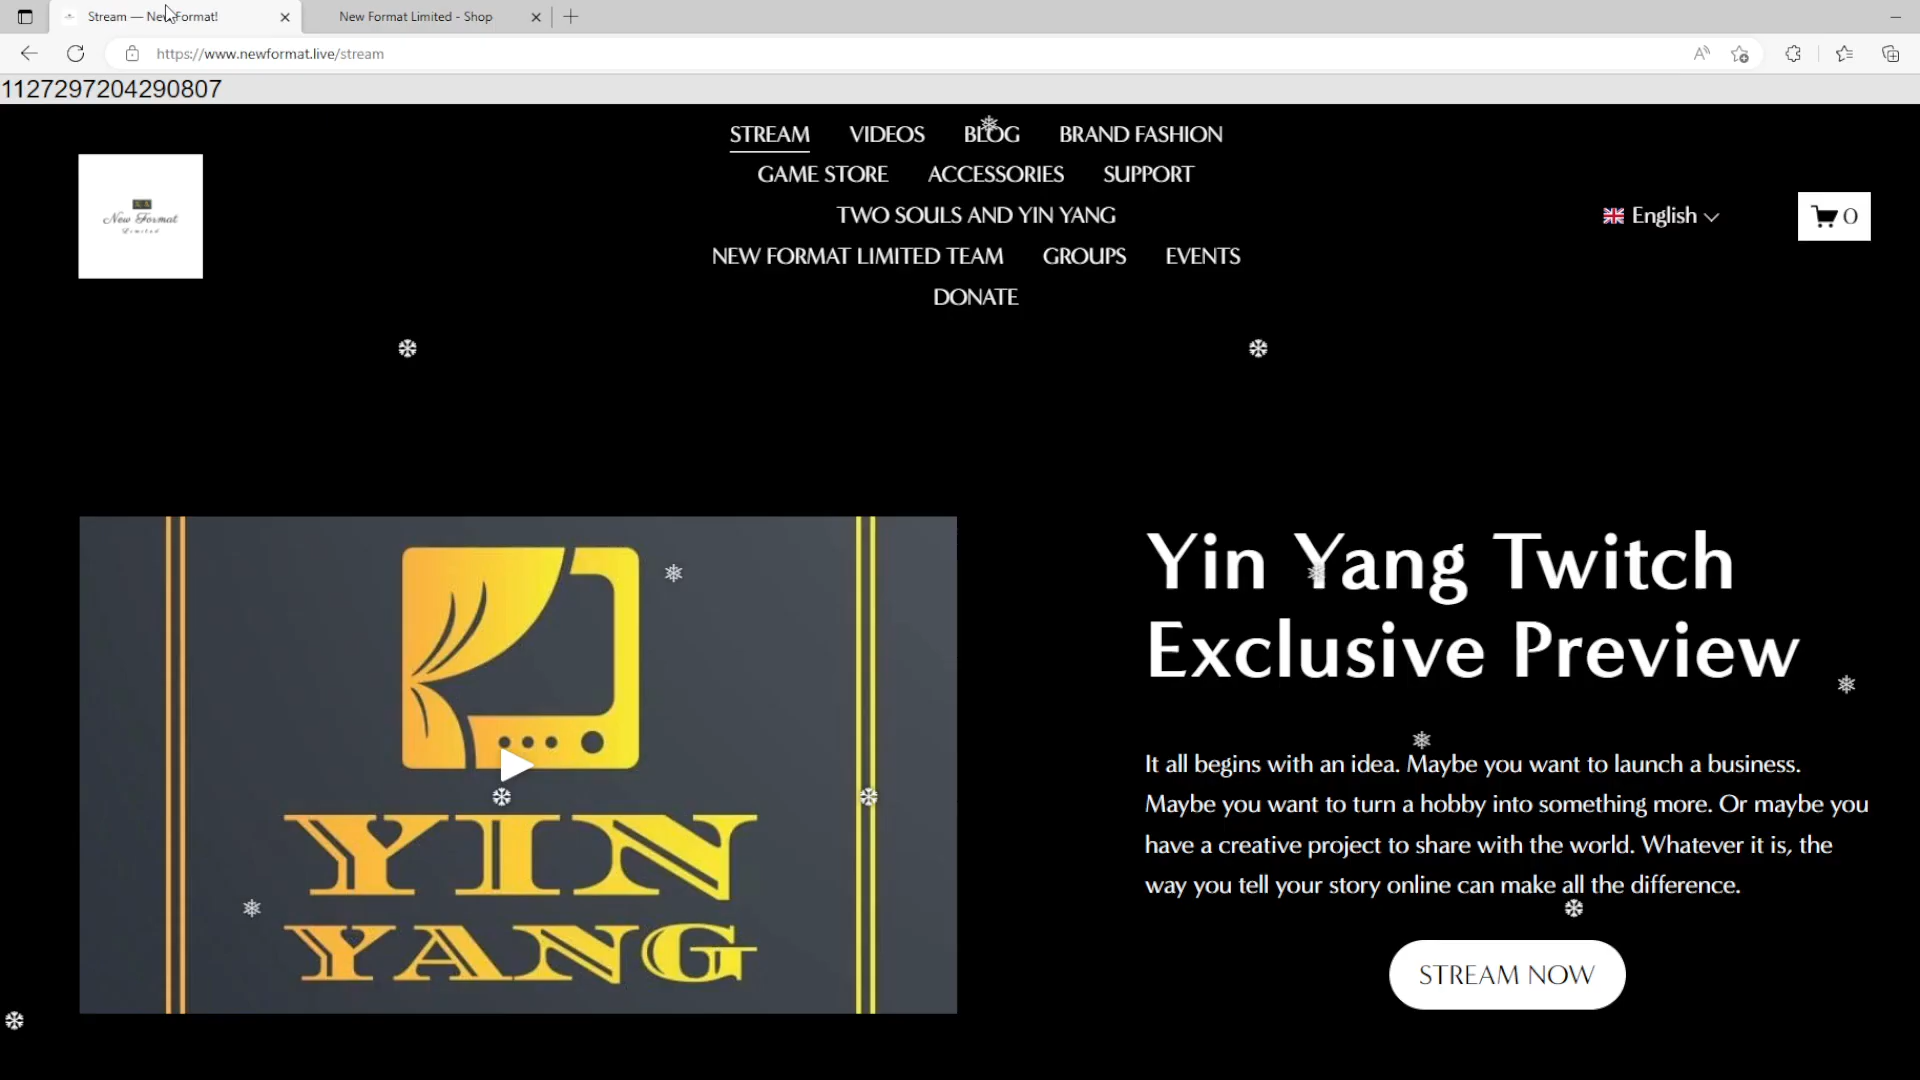 Stream — New Format!
New Format Limited - Shop
https://www.newformat.live/stream
1127297204290807
STREAM VIDEOS BLOG BRAND FASHION
GAME STORE ACCESSORIES SUPPORT
TWO SOULS AND YIN YANG
NEW FORMAT LIMITED TEAM GROUPS EVENTS
DONATE
New Format
Limited
English
0
YIN
YANG
Yin Yang Twitch
Exclusive Preview
It all begins with an idea. Maybe you want to launch a business.
Maybe you want to turn a hobby into something more. Or maybe you
have a creative project to share with the world. Whatever it is, the
way you tell your story online can make all the difference.
STREAM NOW